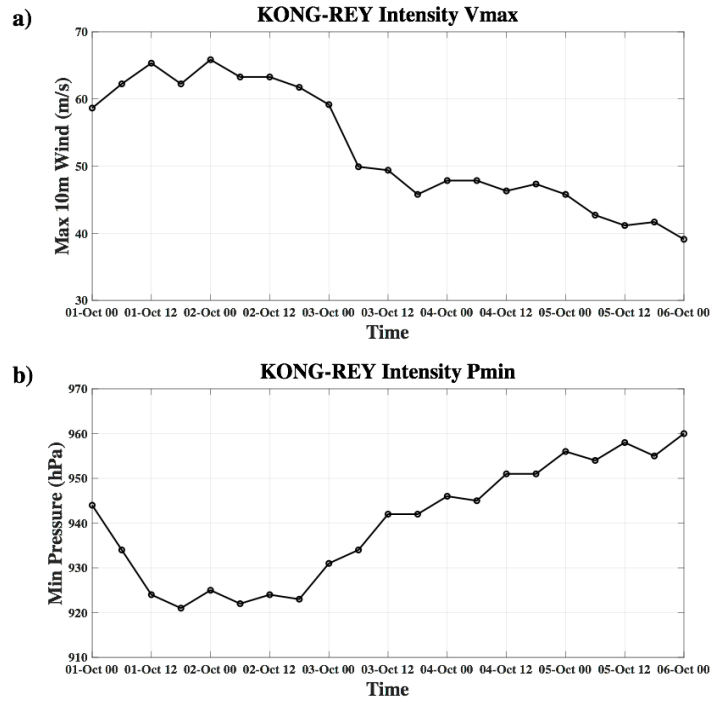 a)
KONG-REY Intensity Vmax
Max 10m Wind (m/s)
70
60
50
40
30
01-Oct 00 01-Oct 12 02-Oct 00 02-Oct 12 03-Oct 00 03-Oct 12 04-Oct 00 04-Oct 12 05-Oct 00 05-Oct 12 06-Oct 00
Time
b)
KONG-REY Intensity Pmin
Min Pressure (hPa)
970
960
950
940
930
920
910
01-Oct 00 01-Oct 12 02-Oct 00 02-Oct 12 03-Oct 00 03-Oct 12 04-Oct 00 04-Oct 12 05-Oct 00 05-Oct 12 06-Oct 00
Time